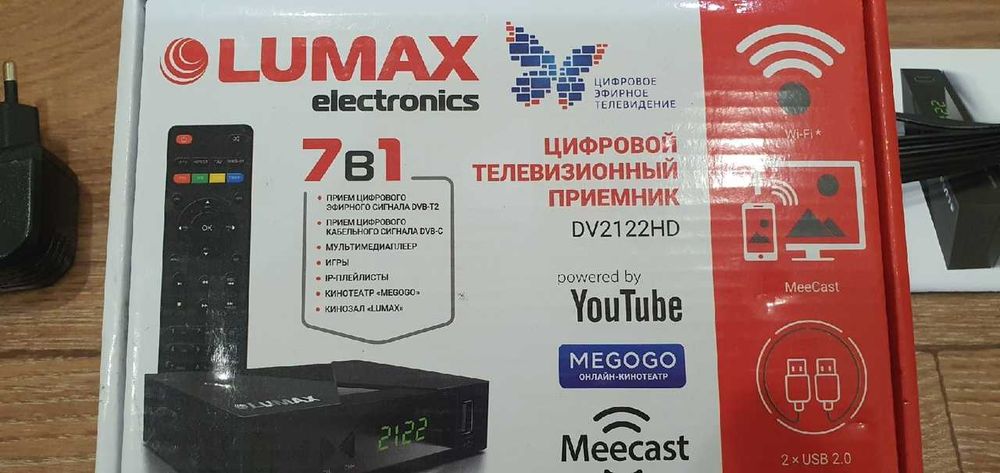 LUMAX
electronics
ЦИФРОВОЕ
ЭФИРНОЕ
ТЕЛЕВИДЕНИЕ
7в1
ПРИЕМ ЦИФРОВОГО
ЭФИРНОГО СИГНАЛА DVB-T2
ПРИЕМ ЦИФРОВОГО
КАБЕЛЬНОГО СИГНАЛА DVB-C
МУЛЬТИМЕДИАПЛЕЕР
ИГРЫ
IP-ПЛЕЙЛИСТЫ
КИНОТЕАТР «MEGOGO»
КИНОЗАЛ «LUMAX»
ЦИФРОВОЙ
ТЕЛЕВИЗИОННЫЙ
ПРИЕМНИК
DV2122HD
powered by
YouTube
MEGOGO
ОНЛАЙН-КИНОТЕАТР
Meecast
Wi-Fi *
MeeCast
2 × USB 2.0
OK
LUMAX
2122